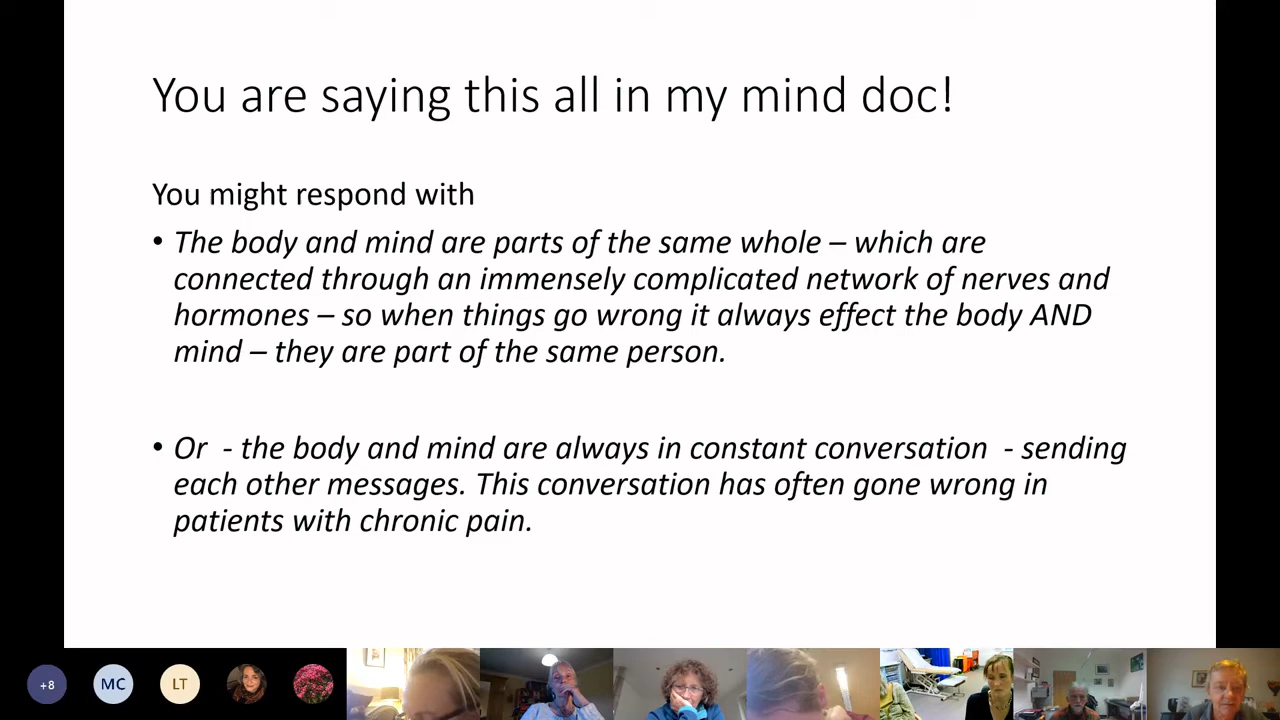 You are saying this all in my mind doc!
You might respond with
• The body and mind are parts of the same whole – which are
connected through an immensely complicated network of nerves and
hormones – so when things go wrong it always effect the body AND
mind – they are part of the same person.
• Or  - the body and mind are always in constant conversation  - sending
each other messages. This conversation has often gone wrong in
patients with chronic pain.
+8
MC
LT